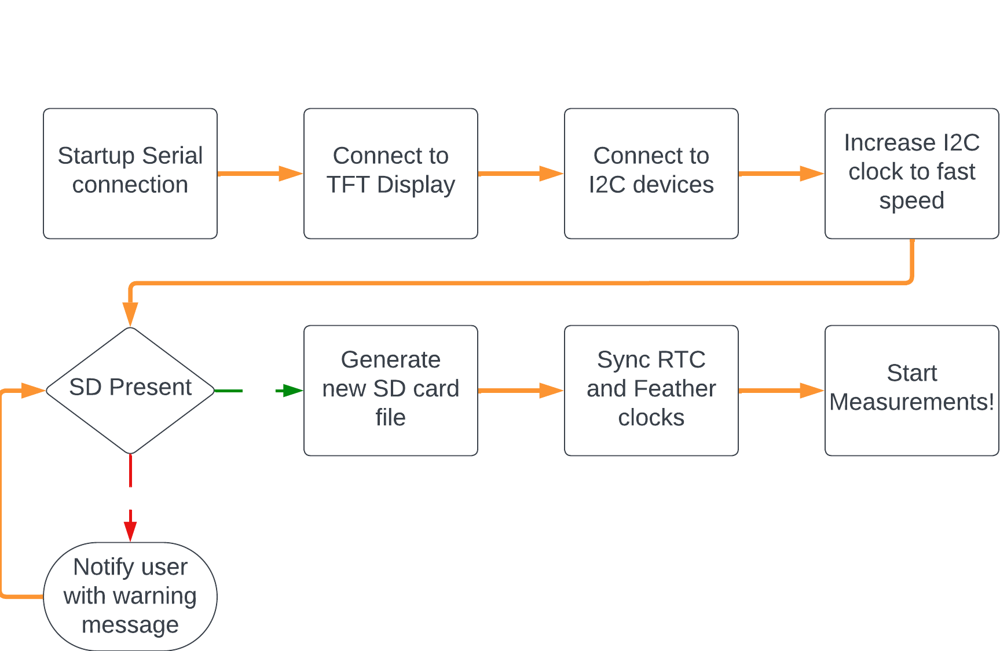 Startup Serial
connection
Connect to
TFT Display
Connect to
I2C devices
Increase I2C
clock to fast
speed
SD Present
Generate
new SD card
file
Sync RTC
and Feather
clocks
Start
Measurements!
Notify user
with warning
message